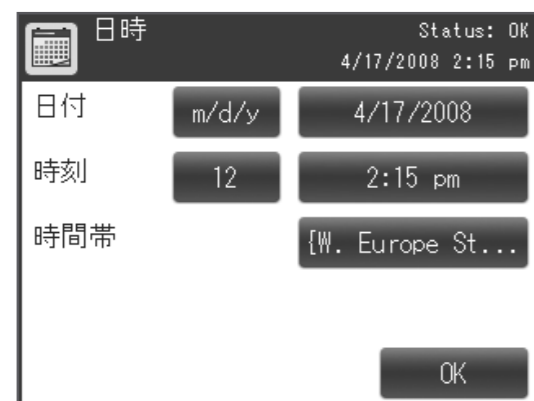 日時
Status: OK
4/17/2008 2:15 pm
日付 m/d/y 4/17/2008
時刻 12 2:15 pm
時間帯 {W. Europe St...
OK